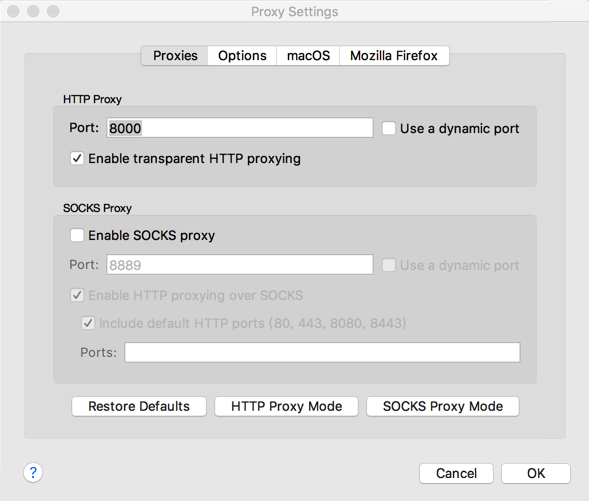 Proxy Settings
Proxies Options macOS Mozilla Firefox
HTTP Proxy
Port: 8000 Use a dynamic port
Enable transparent HTTP proxying
SOCKS Proxy
Enable SOCKS proxy
Port: 8889 Use a dynamic port
Enable HTTP proxying over SOCKS
Include default HTTP ports (80, 443, 8080, 8443)
Ports:
Restore Defaults HTTP Proxy Mode SOCKS Proxy Mode
? Cancel OK